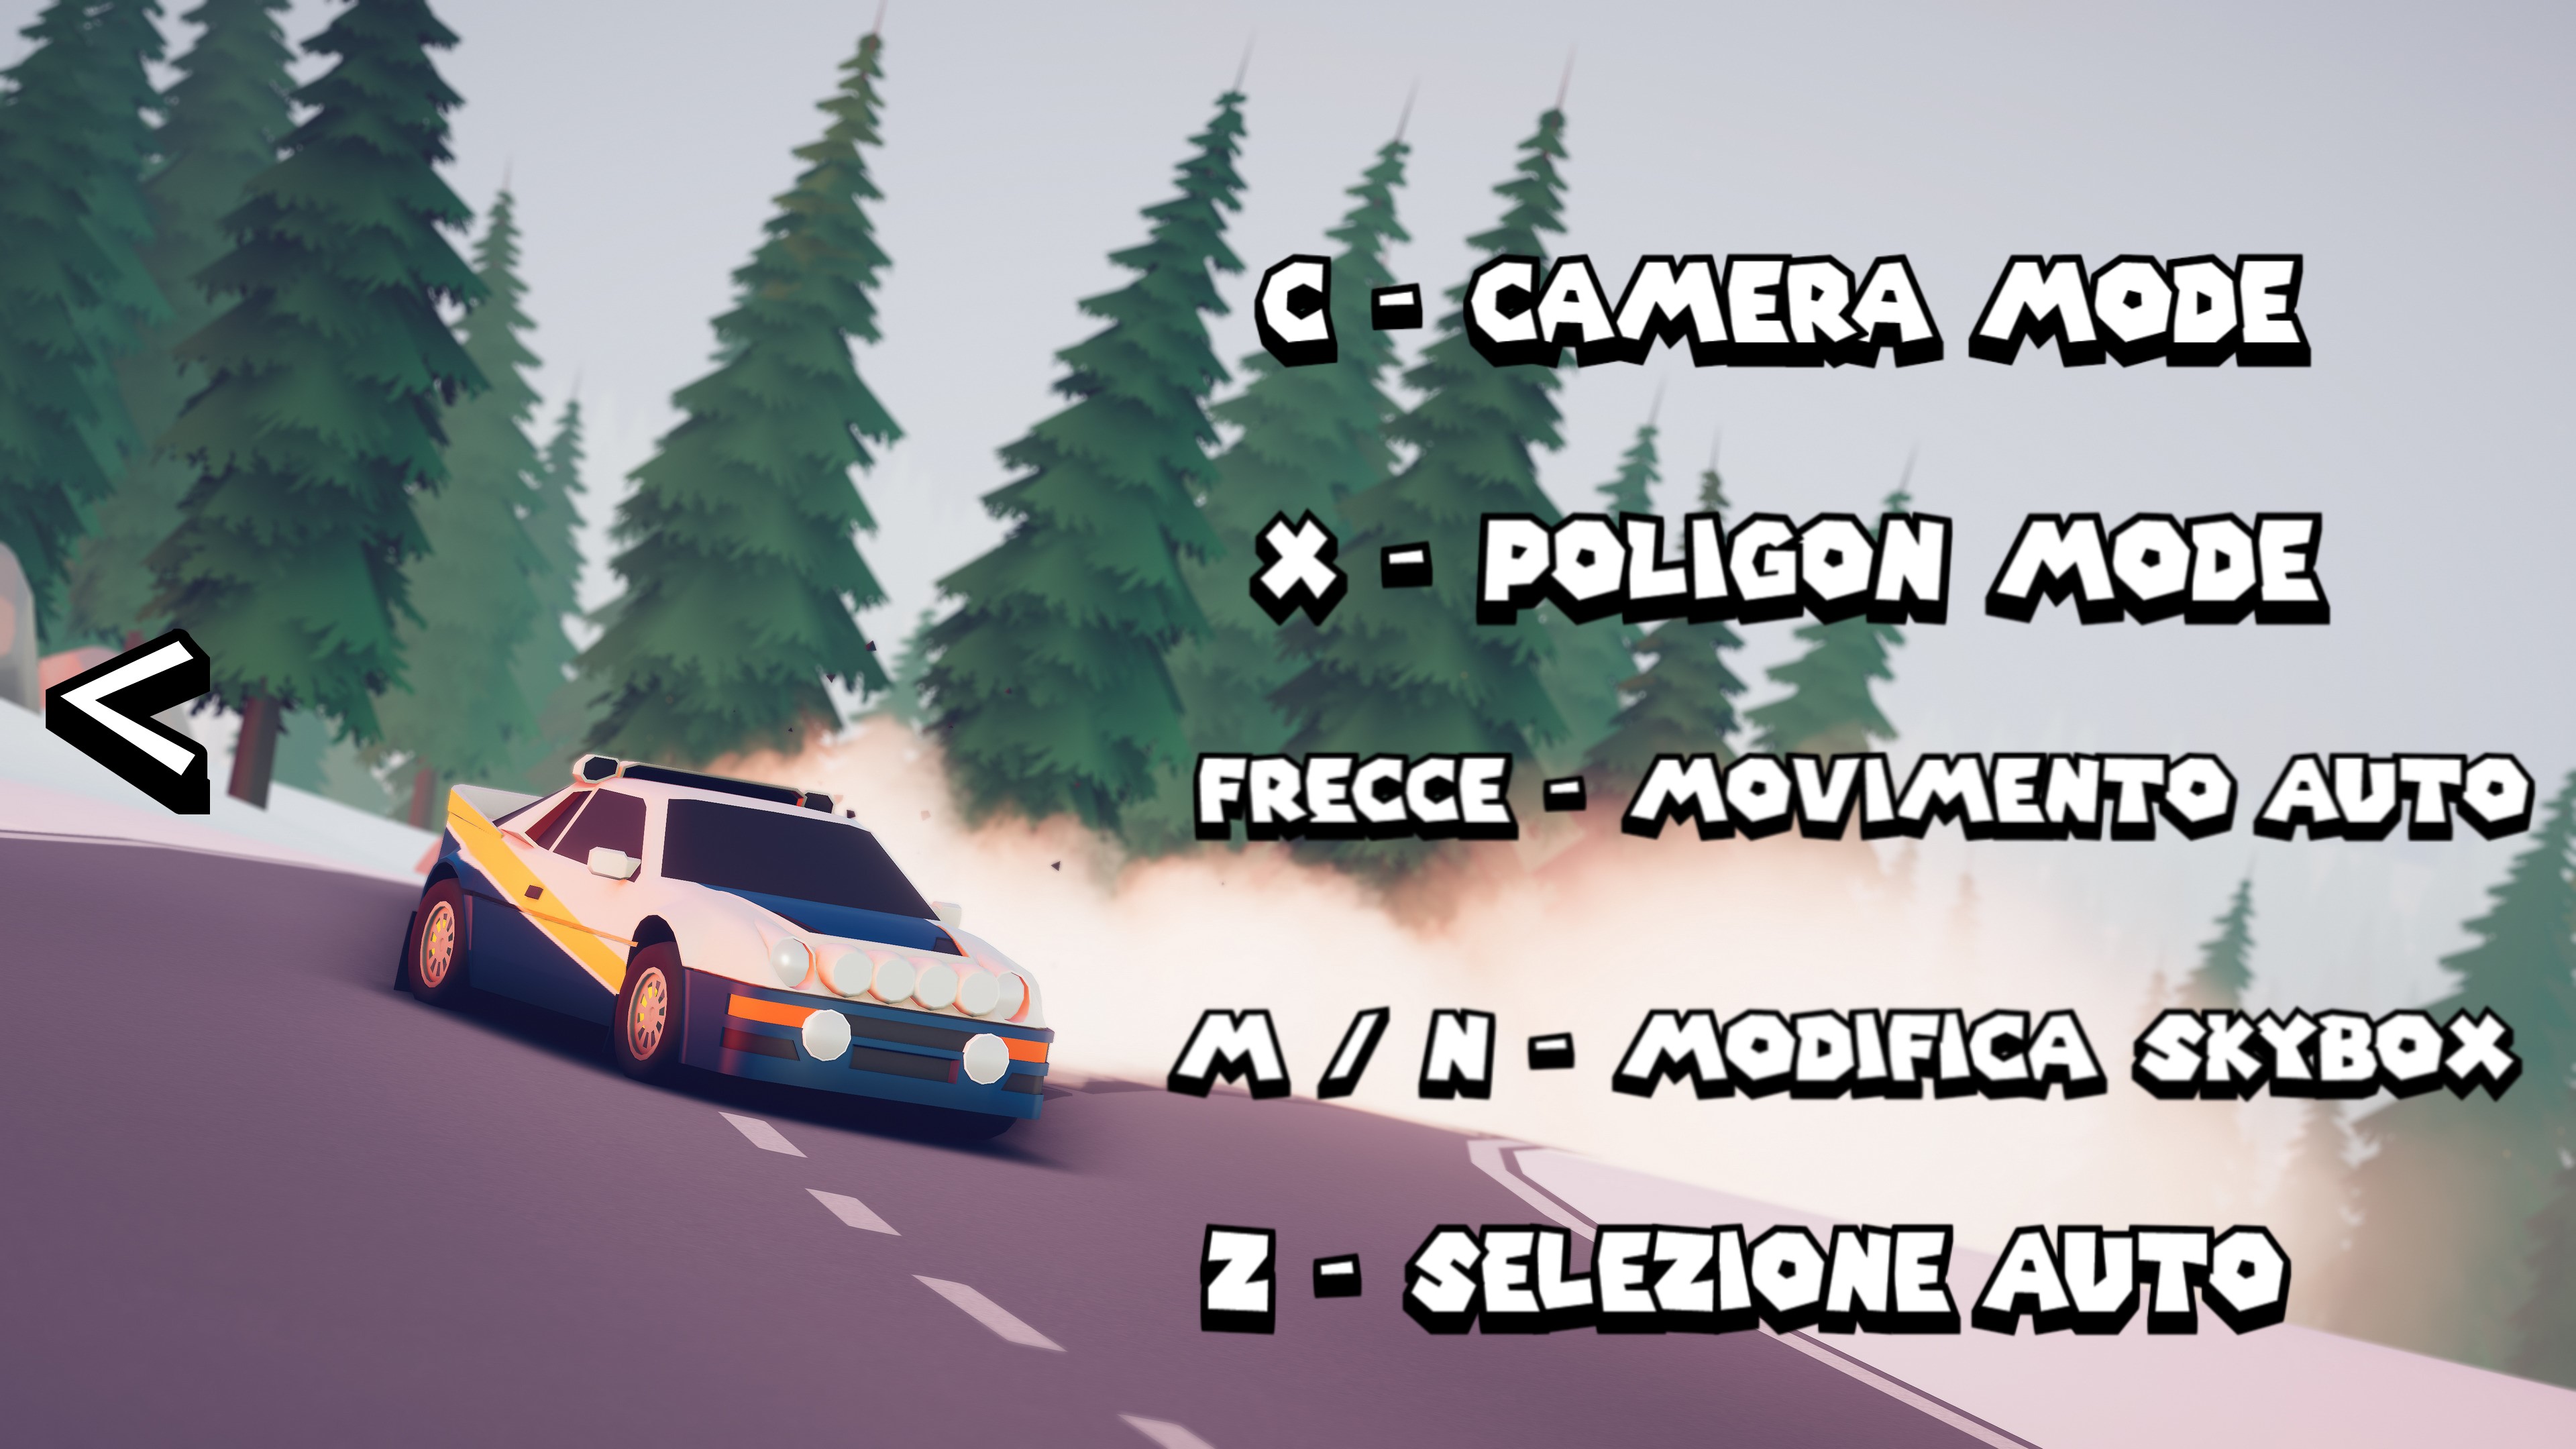 C - CAMERA MODE
X - POLIGON MODE
<
FRECCE - MOVIMENTO AUTO
M / N - MODIFICA SKYBOX
Z - SELEZIONE AUTO